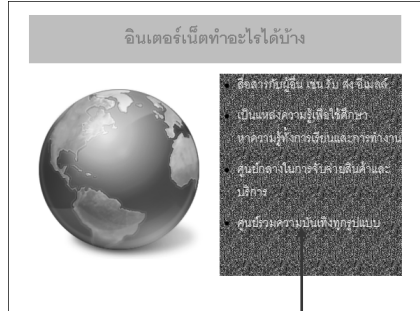 อินเตอร์เน็ตทำอะไรได้บ้าง
• สื่อสารกับผู้อื่น เช่น รับ ส่ง อีเมลล์
• เป็นแหล่งความรู้เพื่อใช้ศึกษา
หาความรู้ทั้งการเรียนและการทำงาน
• ศูนย์กลางในการจับจ่ายสินค้าและ
บริการ
• ศูนย์รวมความบันเทิงทุกรูปแบบ